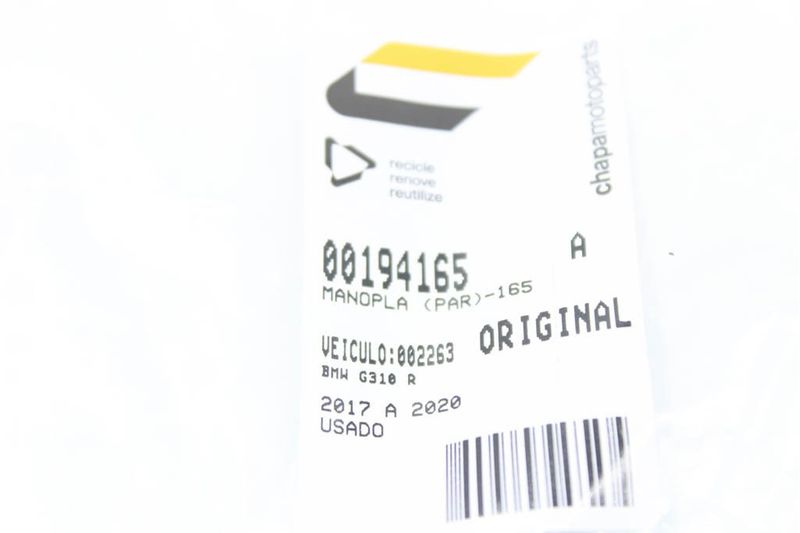 chapamotoparts
recicle
renove
reutilize
00194165
A
MANOPLA (PAR)-165
ORIGINAL
VEICULO:002263
BMW G310 R
2017 A 2020
USADO